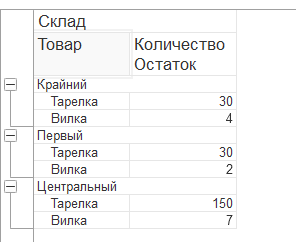 Склад
Товар Количество
Остаток
Крайний
Тарелка 30
Вилка 4
Первый
Тарелка 30
Вилка 2
Центральный
Тарелка 150
Вилка 7